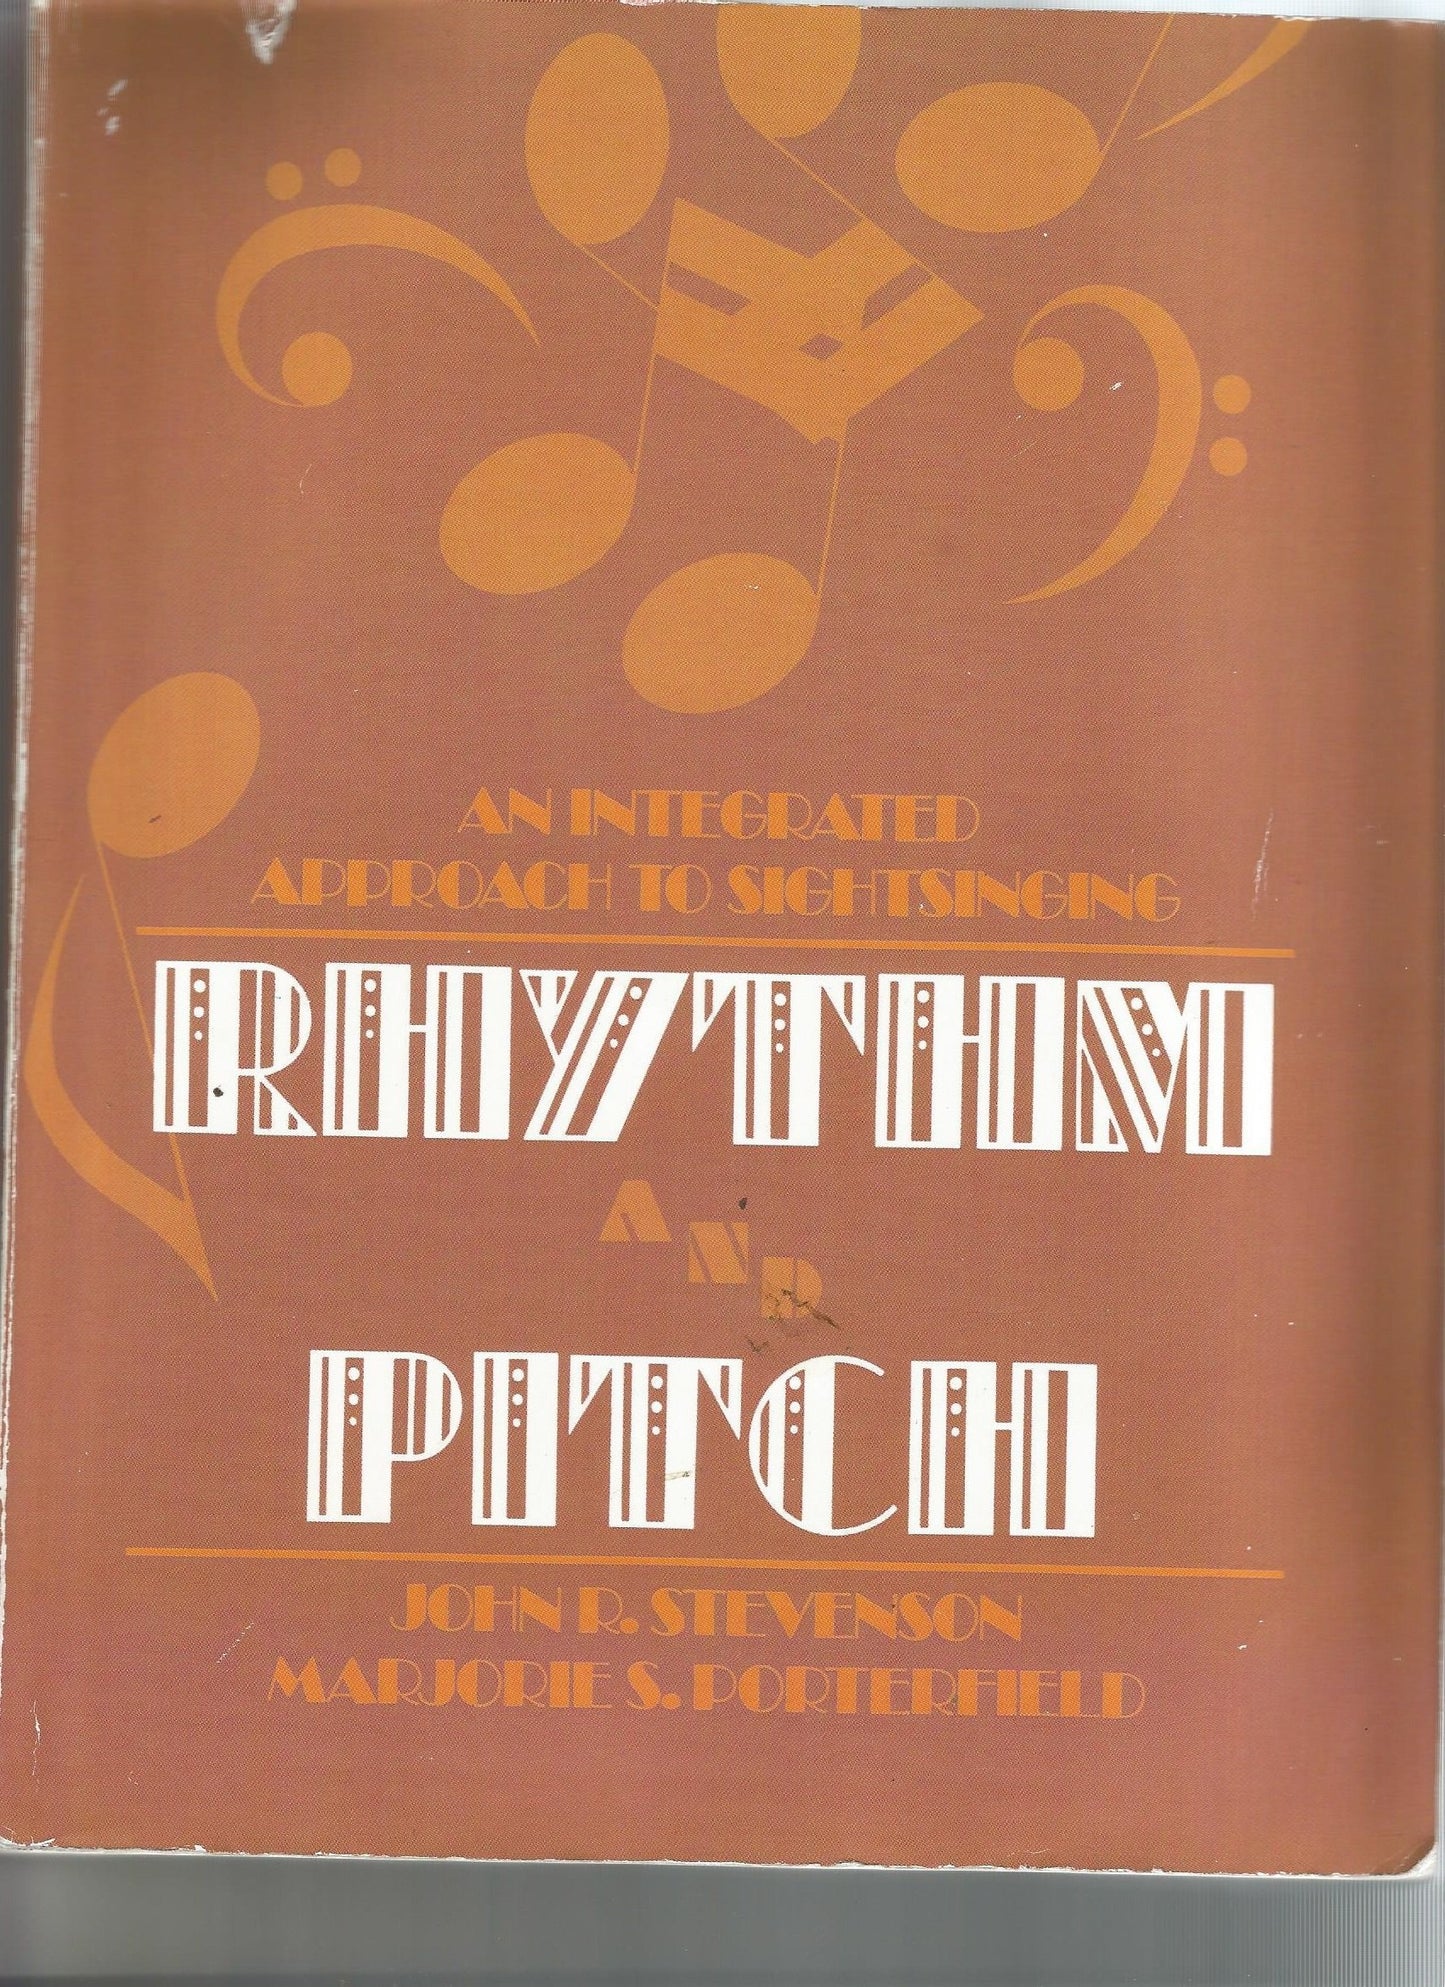 AN INTEGRATED
APPROACH TO SIGHTSINGING
RHYTHM
AND
PITCH
JOHN R. STEVENSON
MARJORIE S. PORTERFIELD